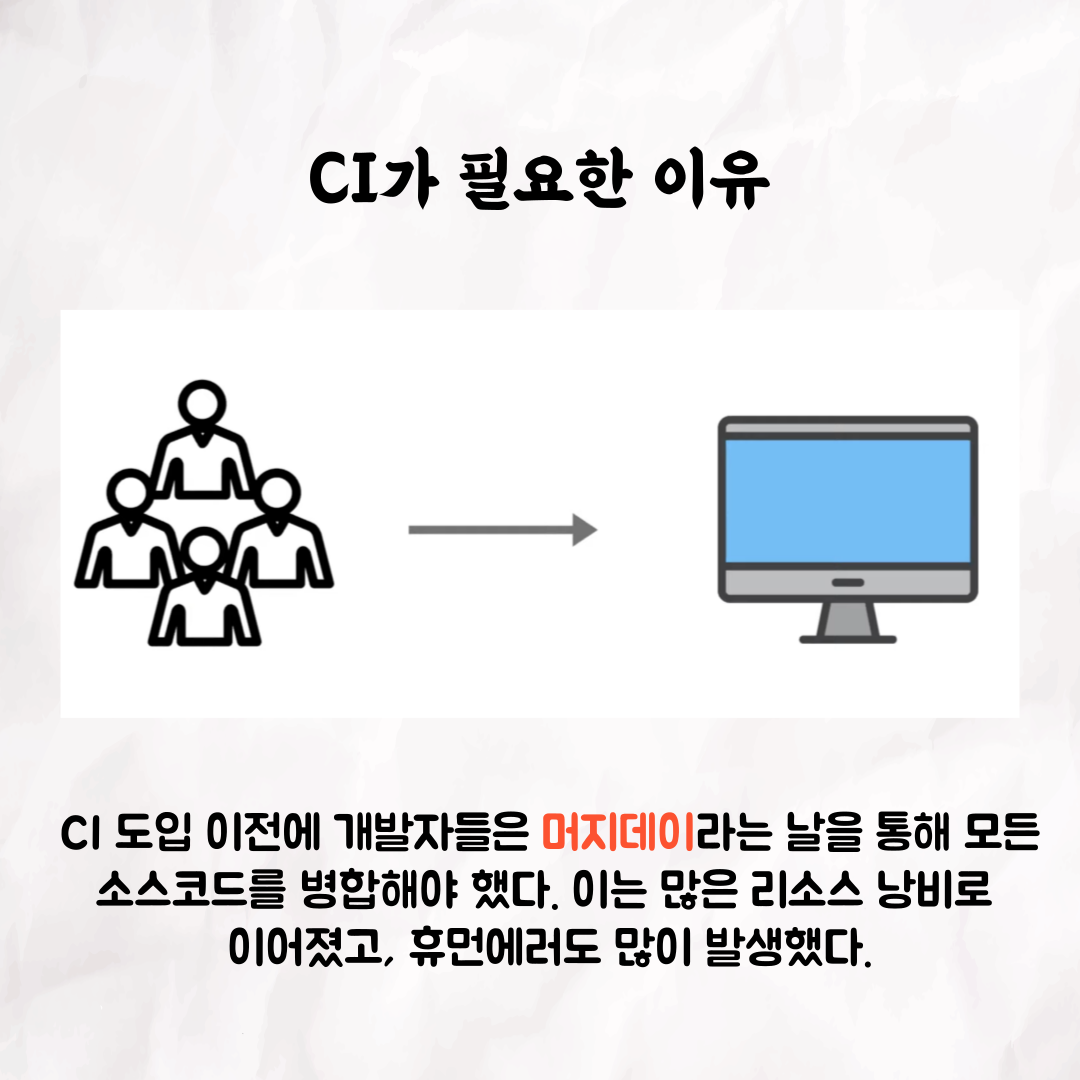 CI가 필요한 이유
CI 도입 이전에 개발자들은 머지데이라는 날을 통해 모든
소스코드를 병합해야 했다. 이는 많은 리소스 낭비로
이어졌고, 휴먼에러도 많이 발생했다.